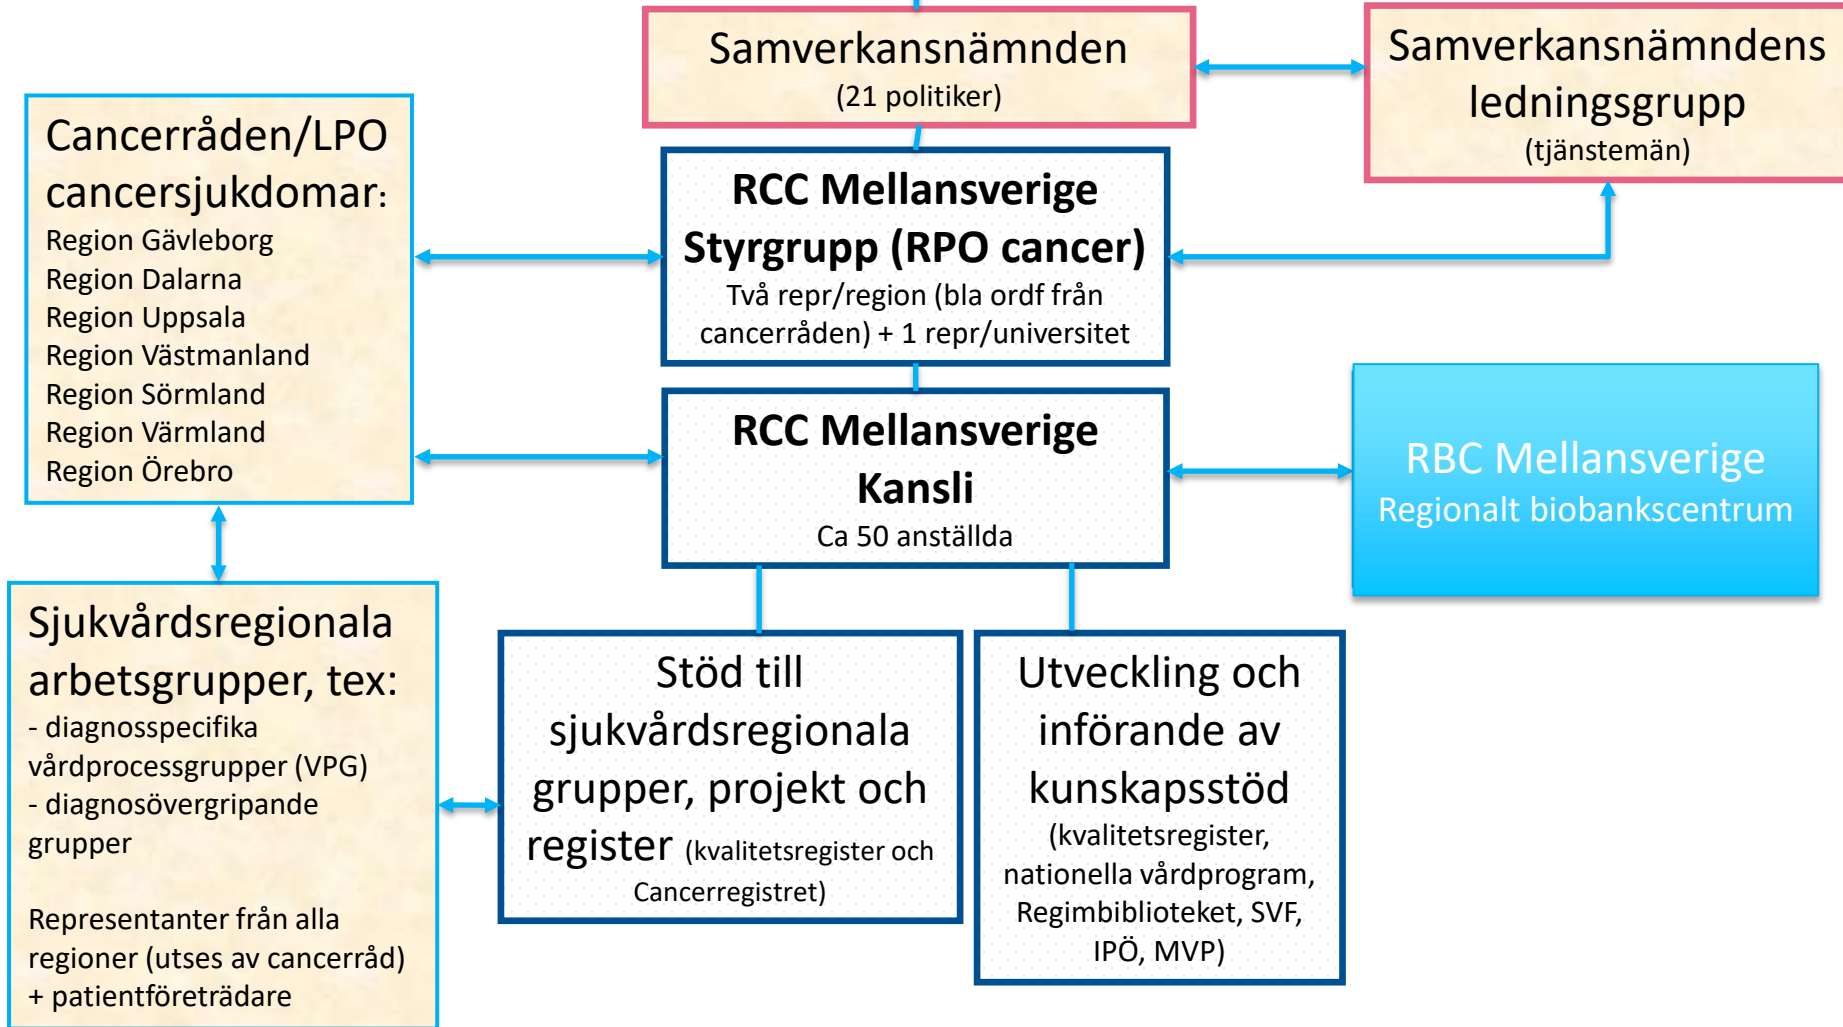 Samverkansnämnden
(21 politiker)
Samverkansnämndens
ledningsgrupp
(tjänstemän)
Cancerråden/LPO
cancersjukdomar:
Region Gävleborg
Region Dalarna
Region Uppsala
Region Västmanland
Region Sörmland
Region Värmland
Region Örebro
RCC Mellansverige
Styrgrupp (RPO cancer)
Två repr/region (bla ordf från
cancerråden) + 1 repr/universitet
RCC Mellansverige
Kansli
Ca 50 anställda
RBC Mellansverige
Regionalt biobankscentrum
Sjukvårdsregionala
arbetsgrupper, tex:
- diagnosspecifika
vårdprocessgrupper (VPG)
- diagnosövergripande
grupper
Representanter från alla
regioner (utses av cancerråd)
+ patientföreträdare
Stöd till
sjukvårdsregionala
grupper, projekt och
register (kvalitetsregister och
Cancerregistret)
Utveckling och
införande av
kunskapsstöd
(kvalitetsregister,
nationella vårdprogram,
Regimbiblioteket, SVF,
IPÖ, MVP)